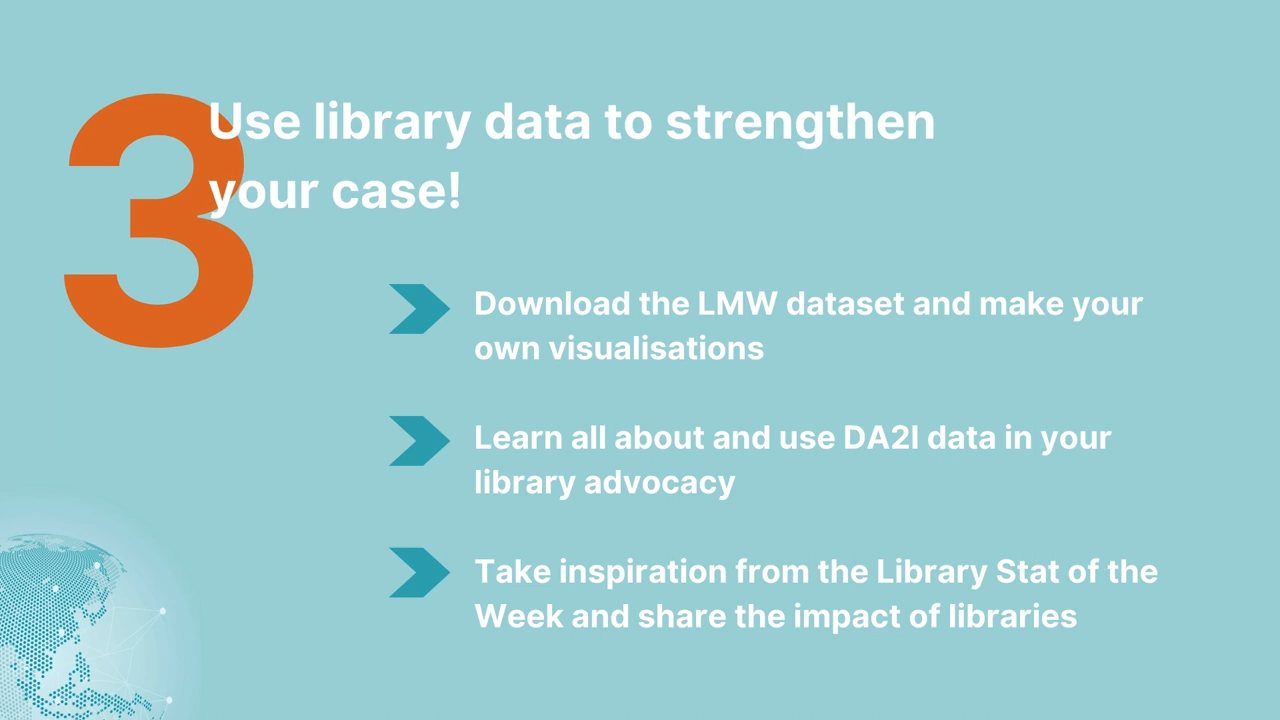 3
Use library data to strengthen
your case!
Download the LMW dataset and make your
own visualisations
Learn all about and use DA2I data in your
library advocacy
Take inspiration from the Library Stat of the
Week and share the impact of libraries